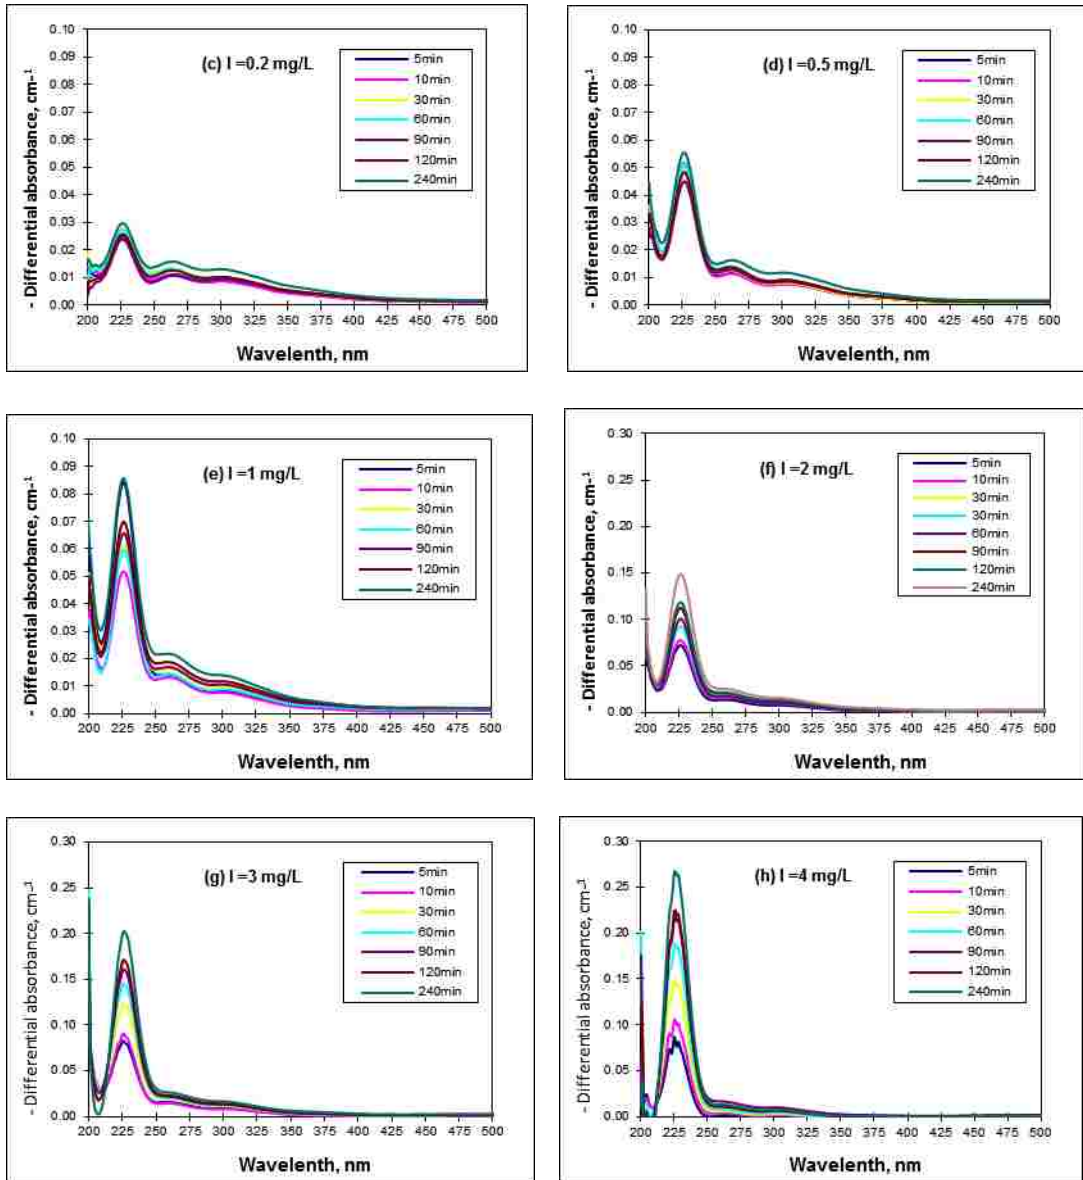 - Differential absorbance, cm-¹
0.10
0.09
0.08
0.07
0.06
0.05
0.04
0.03
0.02
0.01
0.00
(c) I =0.2 mg/L
5min
10min
30min
60min
90min
120min
240min
200 225 250 275 300 325 350 375 400 425 450 475 500
Wavelenth, nm
- Differential absorbance, cm-¹
0.10
0.09
0.08
0.07
0.06
0.05
0.04
0.03
0.02
0.01
0.00
(d) I =0.5 mg/L
5min
10min
30min
60min
90min
120min
240min
200 225 250 275 300 325 350 375 400 425 450 475 500
Wavelenth, nm
- Differential absorbance, cm-¹
0.10
0.09
0.08
0.07
0.06
0.05
0.04
0.03
0.02
0.01
0.00
(e) I =1 mg/L
5min
10min
30min
60min
90min
120min
240min
200 225 250 275 300 325 350 375 400 425 450 475 500
Wavelenth, nm
- Differential absorbance, cm-¹
0.30
0.25
0.20
0.15
0.10
0.05
0.00
(f) I =2 mg/L
5min
10min
30min
30min
60min
90min
120min
240min
200 225 250 275 300 325 350 375 400 425 450 475 500
Wavelenth, nm
- Differential absorbance, cm-¹
0.30
0.25
0.20
0.15
0.10
0.05
0.00
(g) I =3 mg/L
5min
10min
30min
60min
90min
120min
240min
200 225 250 275 300 325 350 375 400 425 450 475 500
Wavelenth, nm
- Differential absorbance, cm-¹
0.30
0.25
0.20
0.15
0.10
0.05
0.00
(h) I =4 mg/L
5min
10min
30min
60min
90min
120min
240min
200 225 250 275 300 325 350 375 400 425 450 475 500
Wavelenth, nm